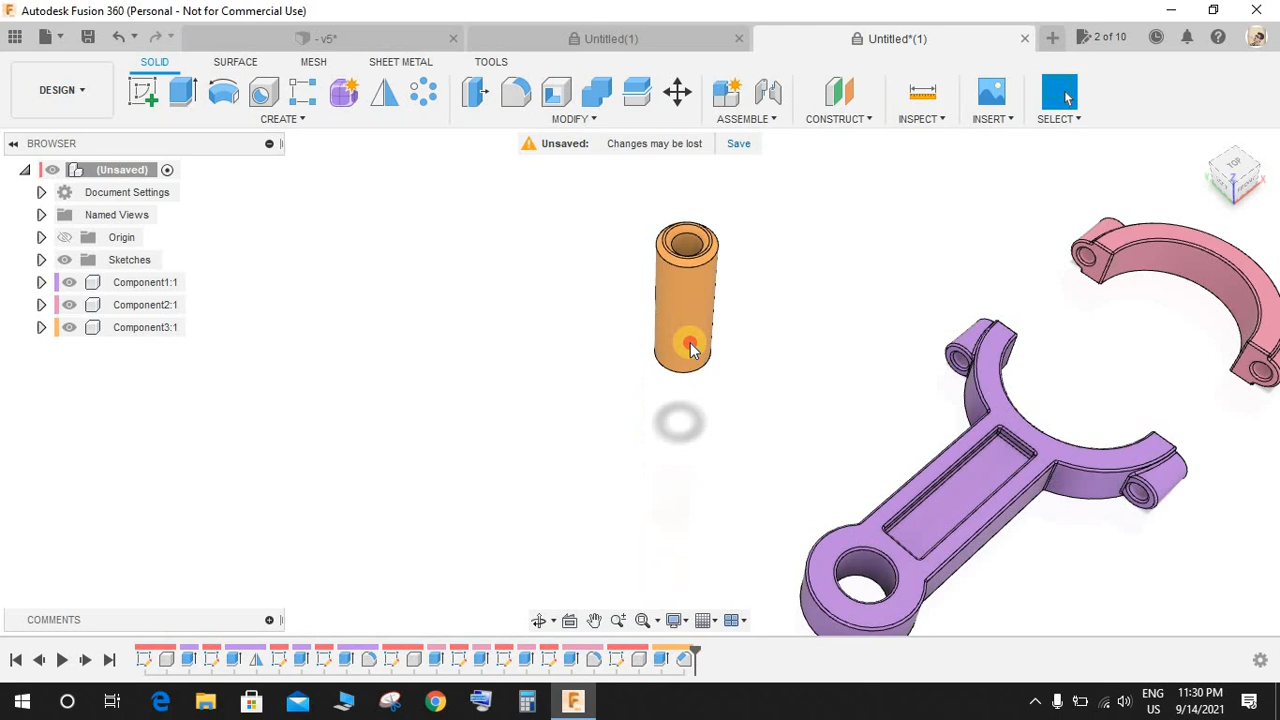 Autodesk Fusion 360 (Personal - Not for Commercial Use)
- v5*
Untitled(1)
Untitled*(1)
2 of 10
SOLID SURFACE MESH SHEET METAL TOOLS
DESIGN
CREATE MODIFY ASSEMBLE CONSTRUCT INSPECT INSERT SELECT
BROWSER
Unsaved: Changes may be lost Save
(Unsaved)
Document Settings
Named Views
Origin
Sketches
Component1:1
Component2:1
Component3:1
TOP
Z
X
COMMENTS
ENG 11:30 PM
US 9/14/2021